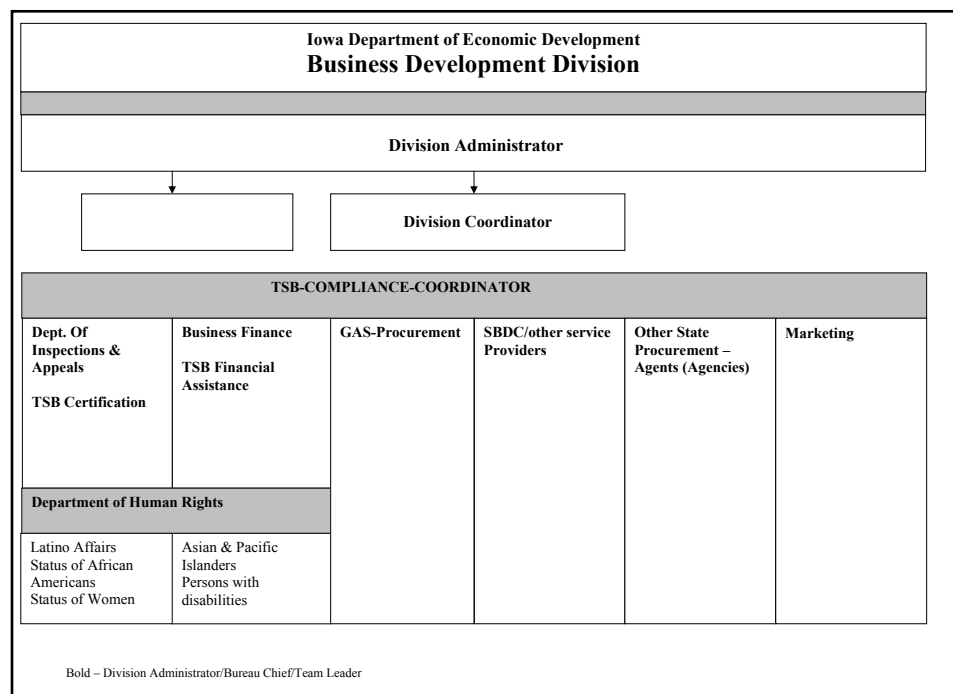 Iowa Department of Economic Development
Business Development Division
Division Administrator
Division Coordinator
TSB-COMPLIANCE-COORDINATOR
Dept. Of
Inspections &
Appeals
TSB Certification
Business Finance
TSB Financial
Assistance
GAS-Procurement
SBDC/other service
Providers
Other State
Procurement –
Agents (Agencies)
Marketing
Department of Human Rights
Latino Affairs
Status of African
Americans
Status of Women
Asian & Pacific
Islanders
Persons with
disabilities
Bold – Division Administrator/Bureau Chief/Team Leader